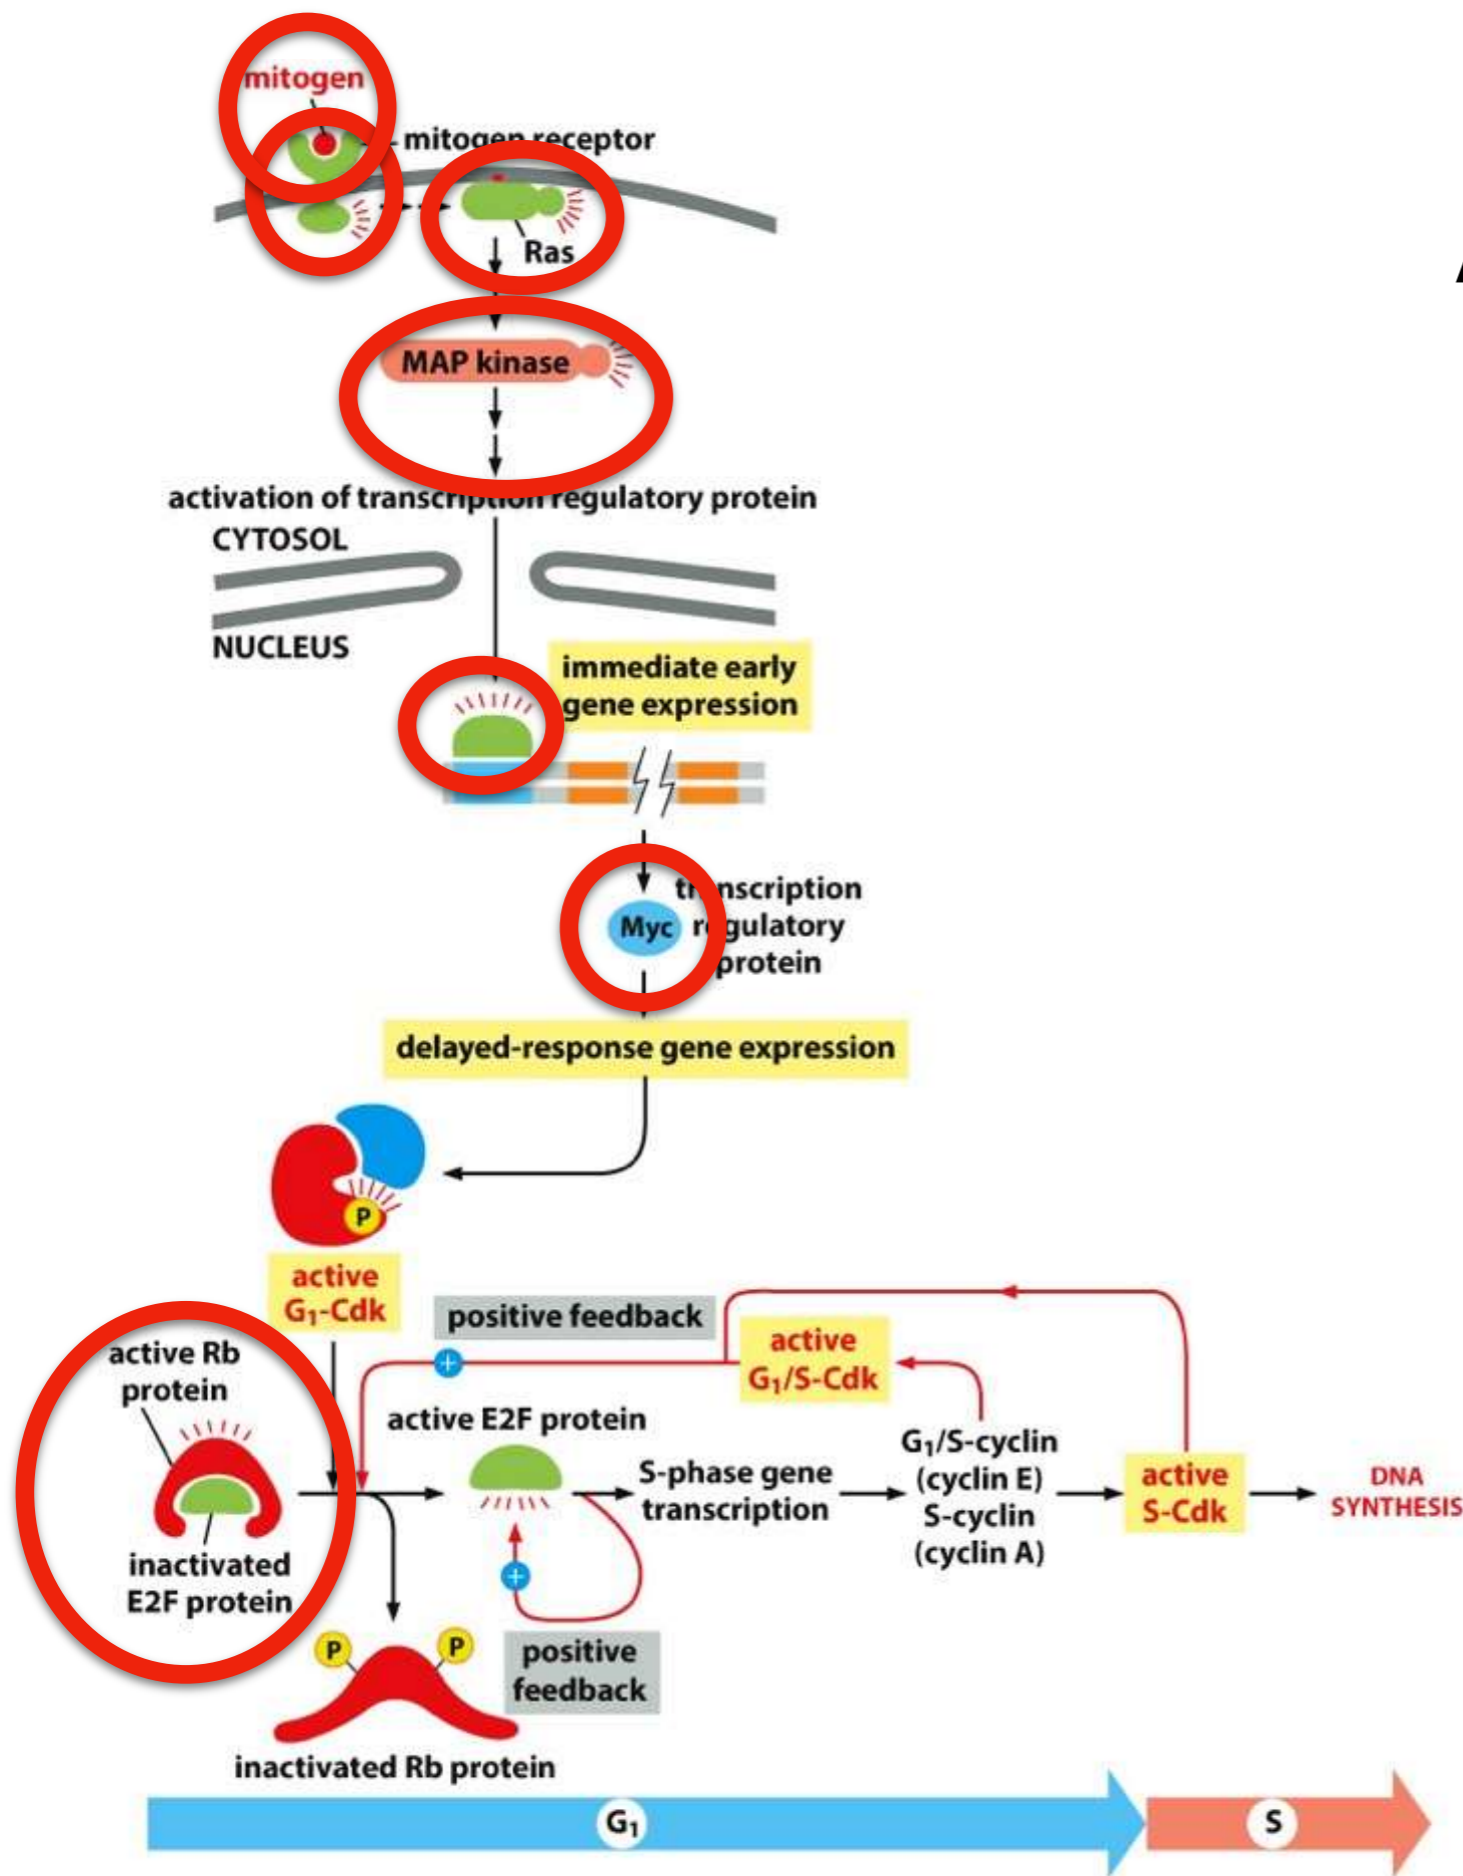 mitogen
mitogen receptor
Ras
MAP kinase
activation of transcription regulatory protein
CYTOSOL
NUCLEUS
immediate early
gene expression
transcription
Myc regulatory
protein
delayed-response gene expression
P
active
G₁-Cdk
positive feedback
active
G₁/S-Cdk
active Rb
protein
+
active E2F protein
G₁/S-cyclin
(cyclin E)
S-cyclin
(cyclin A)
S-phase gene
transcription
active
S-Cdk
DNA
SYNTHESIS
inactivated
E2F protein
+
P P
positive
feedback
inactivated Rb protein
G₁ S